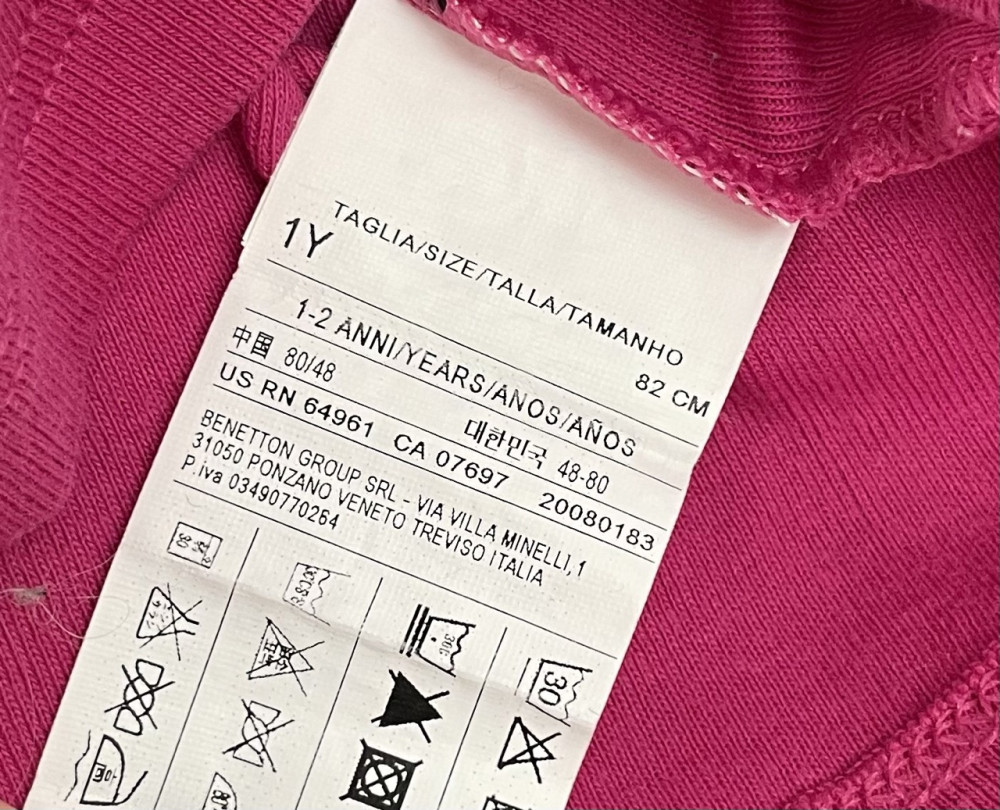 TAGLIA/SIZE/TALLA/TAMANHO
1Y 82 CM
1-2 ANNI/YEARS/ANOS/AÑOS
中国 80/48 대한민국 48-80
US RN 64961 CA 07697 20080183
BENETTON GROUP SRL - VIA VILLA MINELLI,1
31050 PONZANO VENETO TREVISO ITALIA
P.iva 03490770264
30